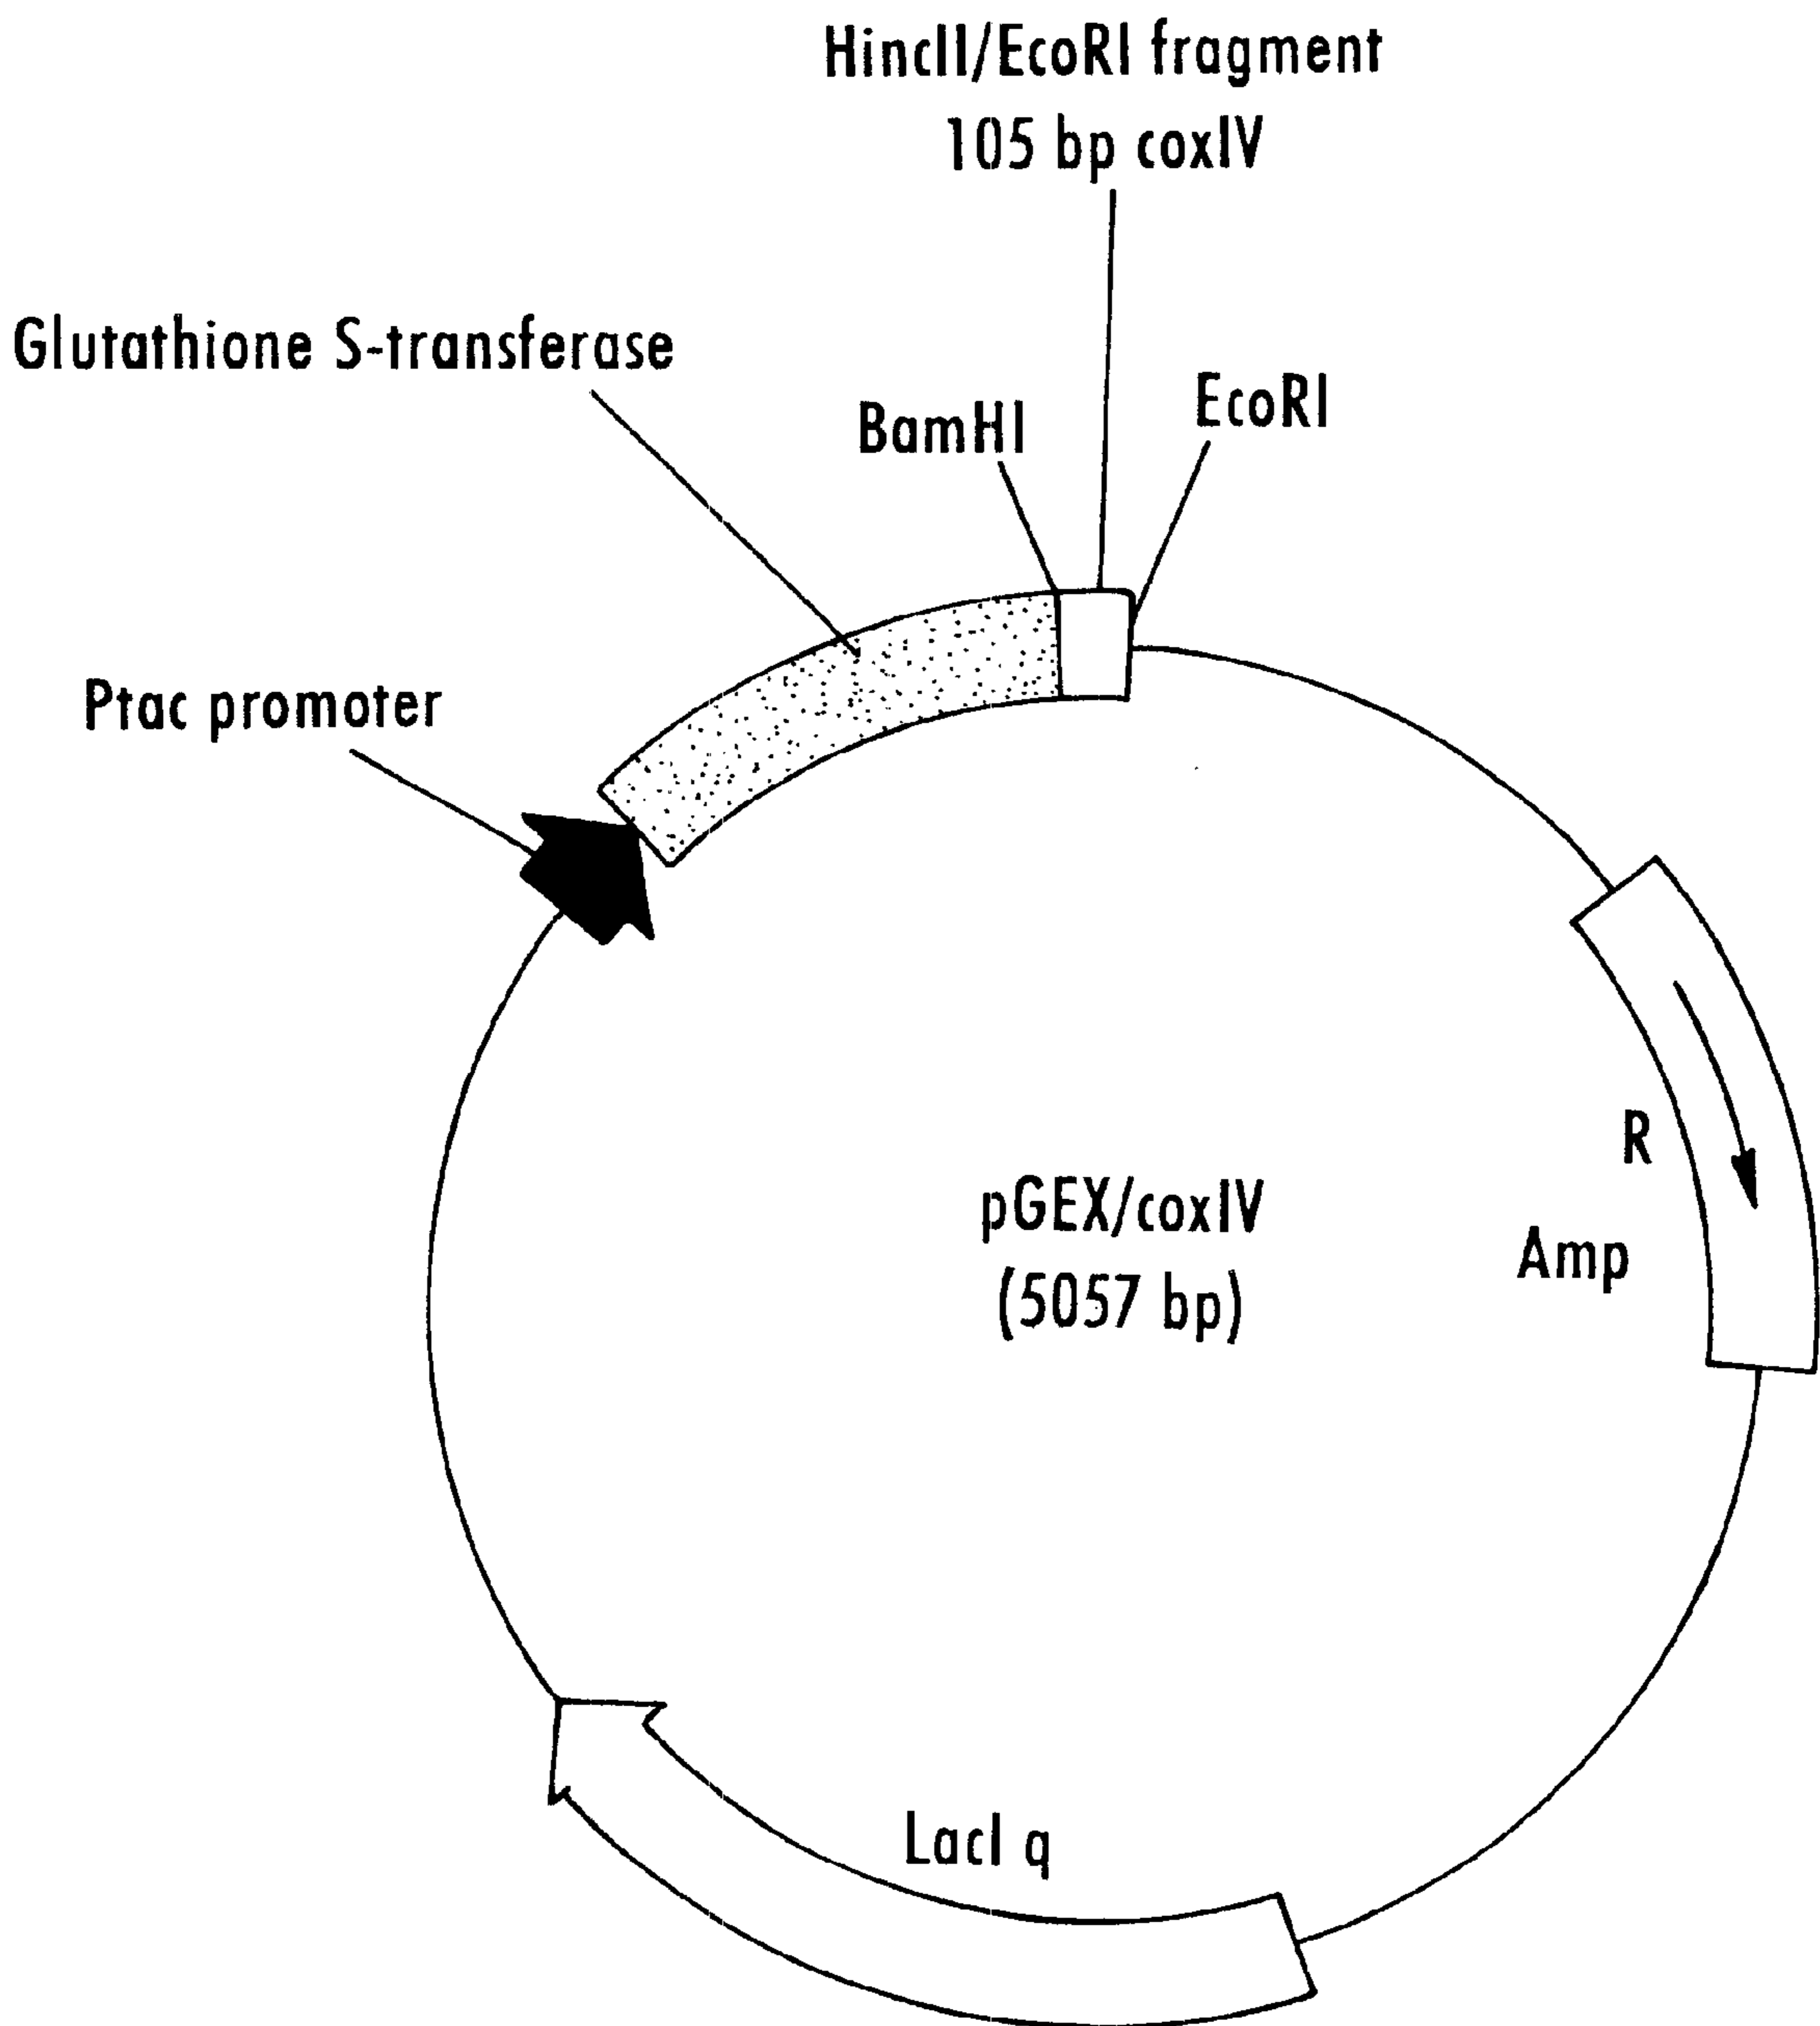 HincII/EcoRI fragment
105 bp coxIV
Glutathione S-transferase
BamHI
EcoRI
Ptac promoter
R
Amp
pGEX/coxIV
(5057 bp)
LacI q